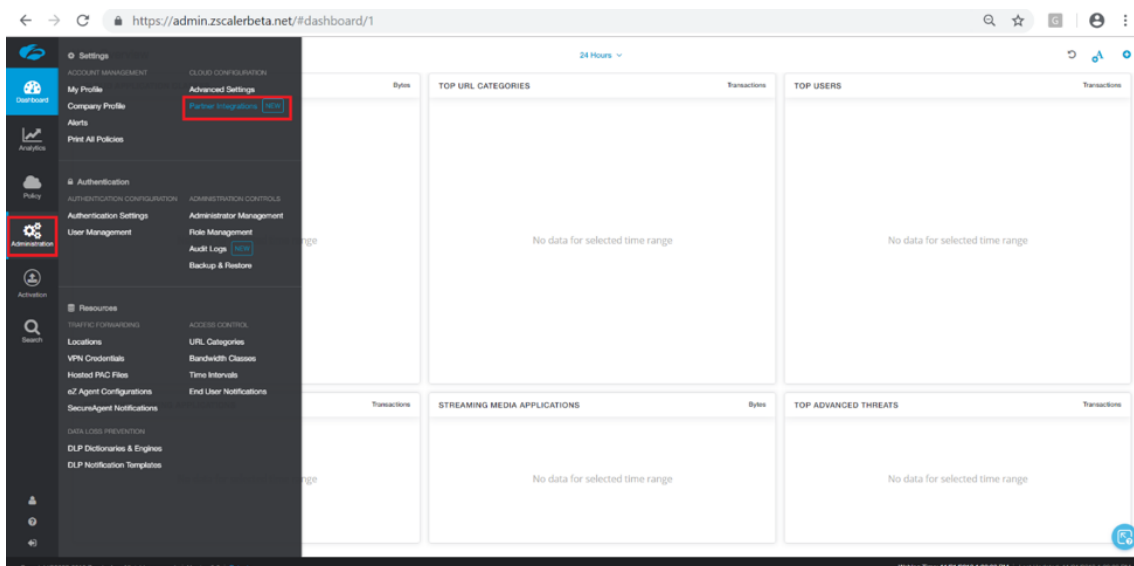 https://admin.zscalerbeta.net/#dashboard/1
G
Settings
24 Hours
ACCOUNT MANAGEMENT
CLOUD CONFIGURATION
My Profile
Advanced Settings
Company Profile
Partner Integrations NEW
Alerts
Print All Policies
Authentication
AUTHENTICATION CONFIGURATION
ADMINISTRATION CONTROLS
Authentication Settings
Administrator Management
User Management
Role Management
Audit Logs NEW
Backup & Restore
Resources
TRAFFIC FORWARDING
ACCESS CONTROL
Locations
URL Categories
VPN Credentials
Bandwidth Classes
Hosted PAC Files
Time Intervals
eZ Agent Configurations
End User Notifications
SecureAgent Notifications
DATA LOSS PREVENTION
DLP Dictionaries & Engines
DLP Notification Templates
Dashboard
Analytics
Policy
Administration
Activation
Search
Bytes
TOP URL CATEGORIES
Transactions
TOP USERS
Transactions
nge
No data for selected time range
No data for selected time range
Transactions
STREAMING MEDIA APPLICATIONS
Bytes
TOP ADVANCED THREATS
Transactions
nge
No data for selected time range
No data for selected time range